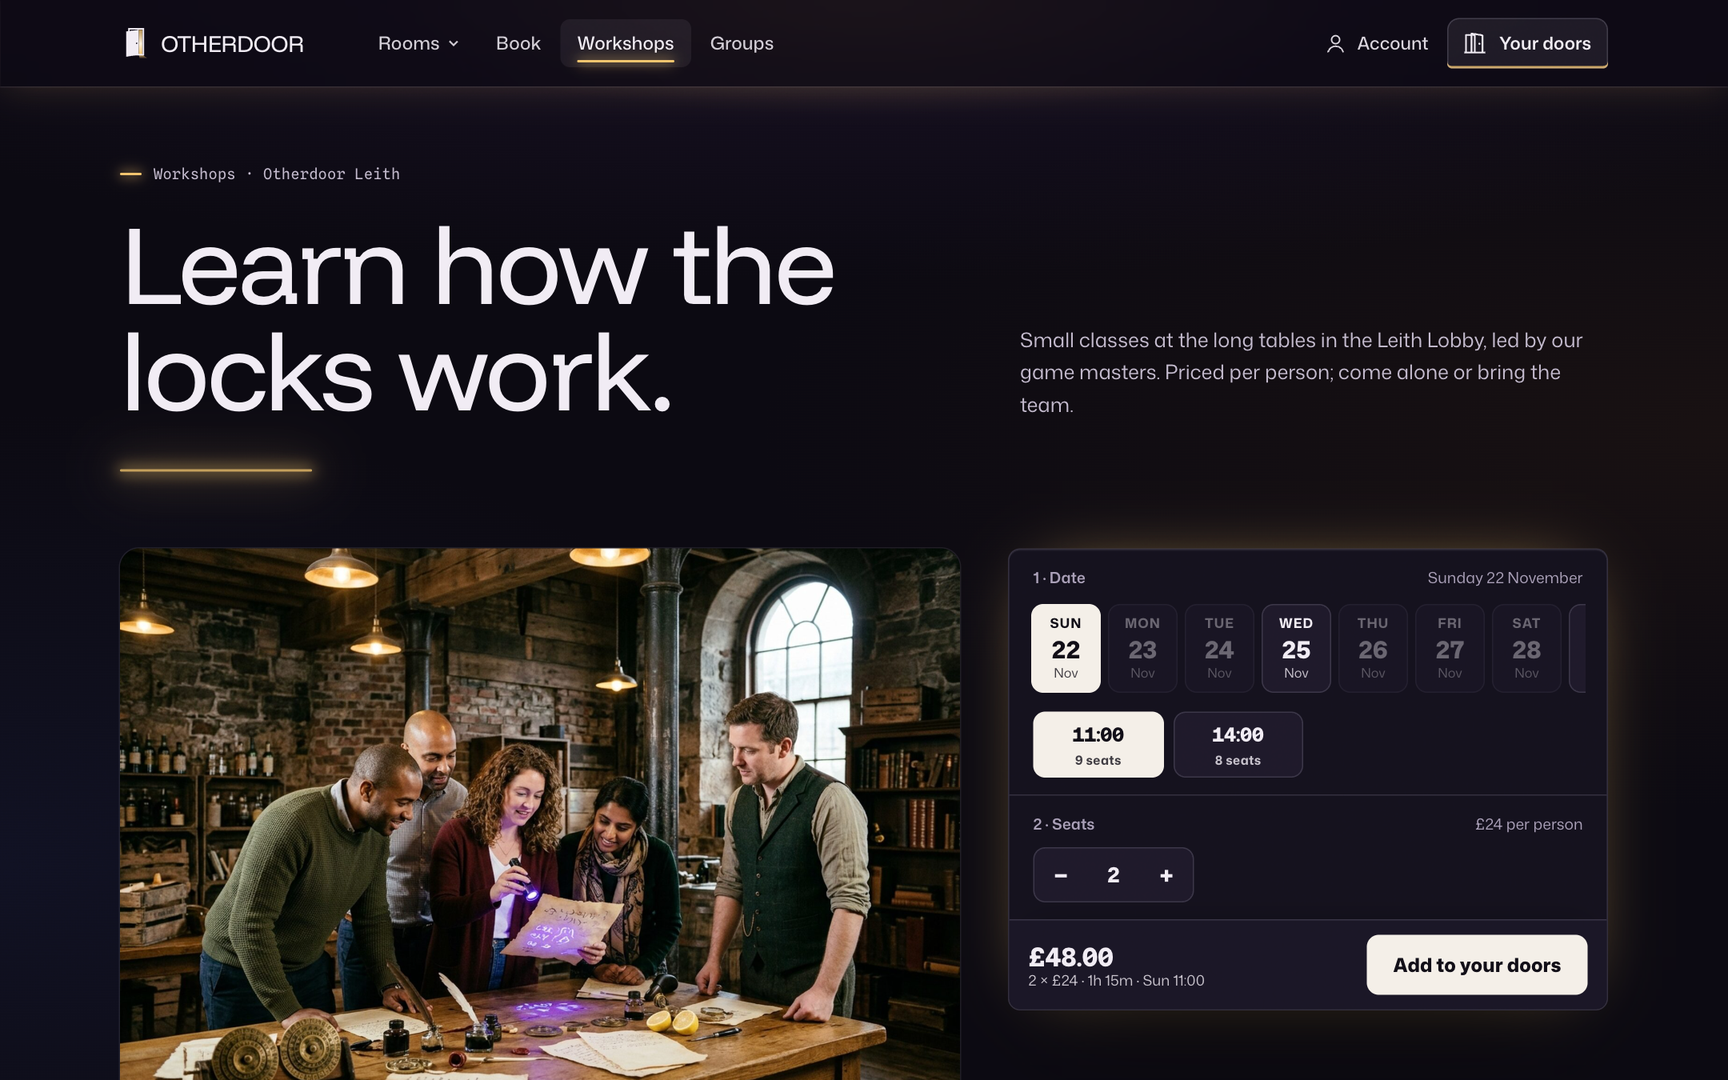 OTHERDOOR
Rooms
Book
Workshops
Groups
Account
Your doors
Workshops · Otherdoor Leith
Learn how the
locks work.
Small classes at the long tables in the Leith Lobby, led by our
game masters. Priced per person; come alone or bring the
team.
1 · Date
Sunday 22 November
SUN
22
Nov
MON
23
Nov
TUE
24
Nov
WED
25
Nov
THU
26
Nov
FRI
27
Nov
SAT
28
Nov
11:00
9 seats
14:00
8 seats
2 · Seats
£24 per person
− 2 +
£48.00
2 × £24 · 1h 15m · Sun 11:00
Add to your doors